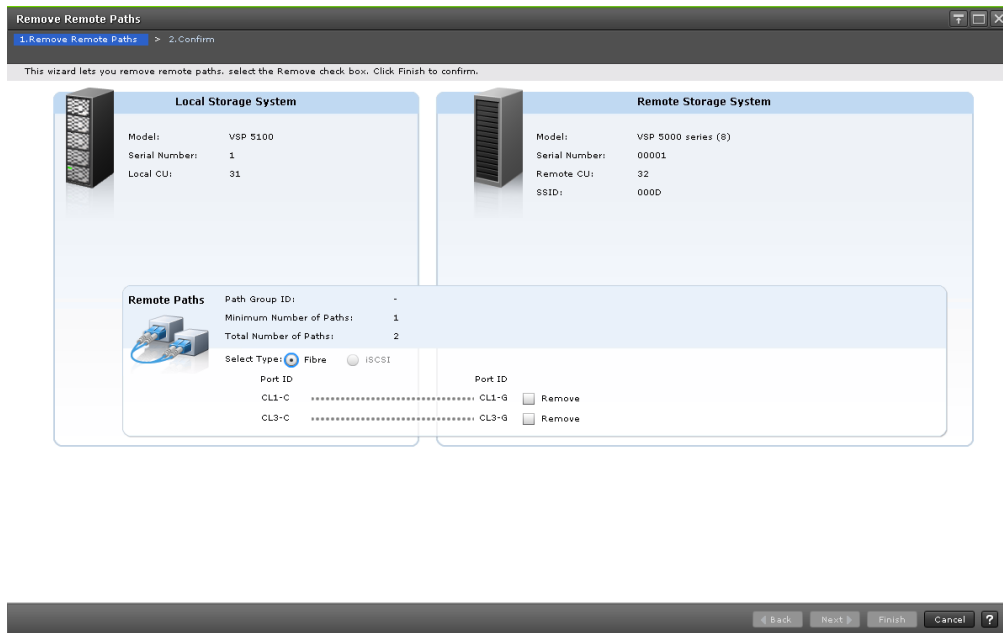 Remove Remote Paths
1.Remove Remote Paths > 2.Confirm
This wizard lets you remove remote paths. select the Remove check box. Click Finish to confirm.
Local Storage System
Model: VSP 5100
Serial Number: 1
Local CU: 31
Remote Storage System
Model: VSP 5000 series (8)
Serial Number: 00001
Remote CU: 32
SSID: 000D
Remote Paths
Path Group ID: -
Minimum Number of Paths: 1
Total Number of Paths: 2
Select Type: Fibre iSCSI
Port ID Port ID
CL1-C CL1-G Remove
CL3-C CL3-G Remove
Back Next Finish Cancel ?